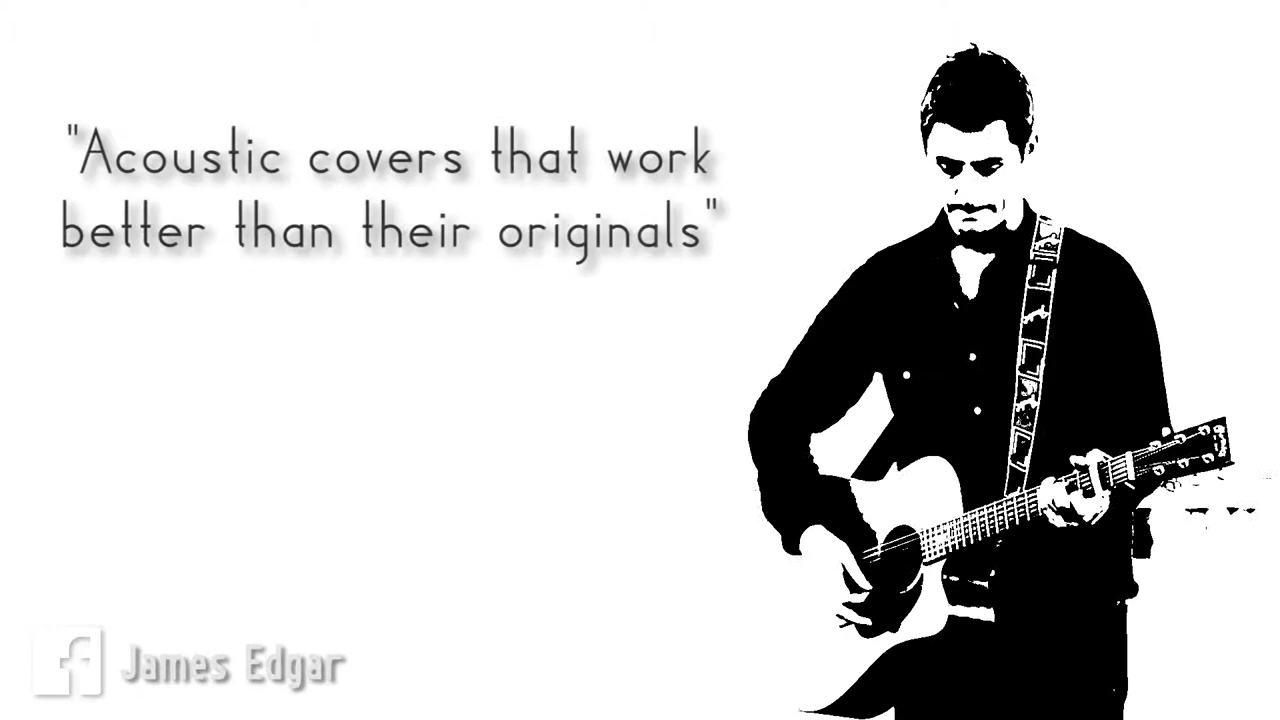 "Acoustic covers that work
better than their originals"
James Edgar